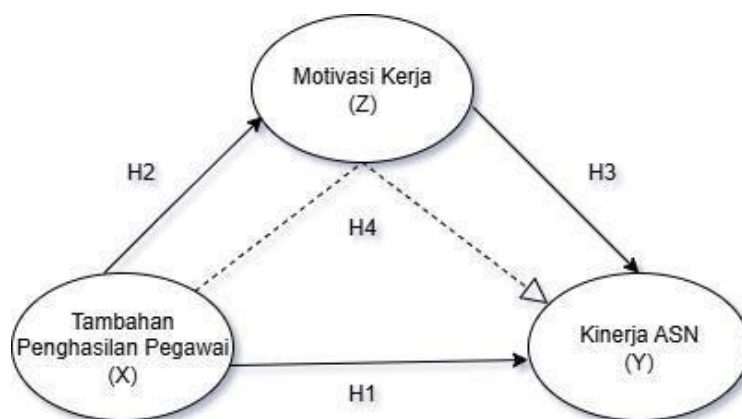 Motivasi Kerja
(Z)
H2
H3
H4
Tambahan
Penghasilan Pegawai
(X)
Kinerja ASN
(Y)
H1